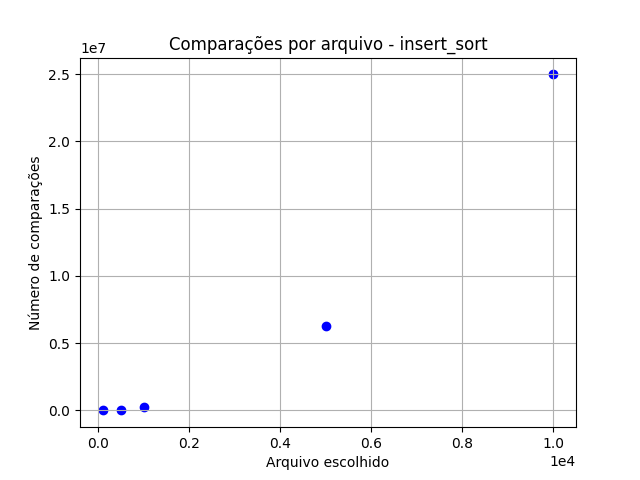 Comparações por arquivo - insert_sort
1e7
2.5
2.0
1.5
1.0
0.5
0.0
Número de comparações
0.0 0.2 0.4 0.6 0.8 1.0
1e4
Arquivo escolhido